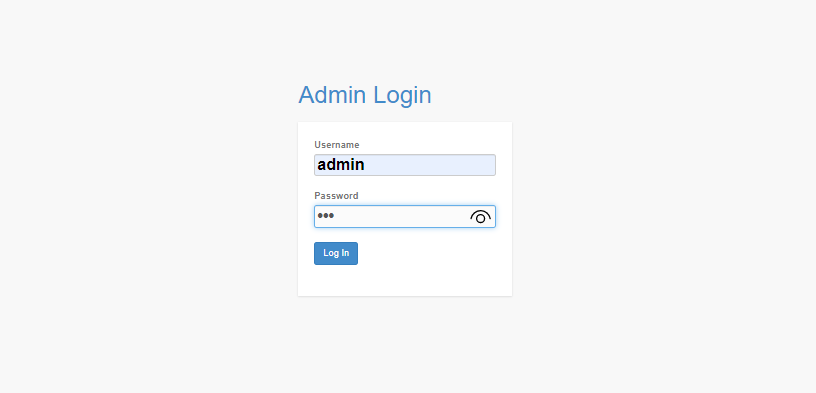 Admin Login
Username
admin
Password
•••
Log In